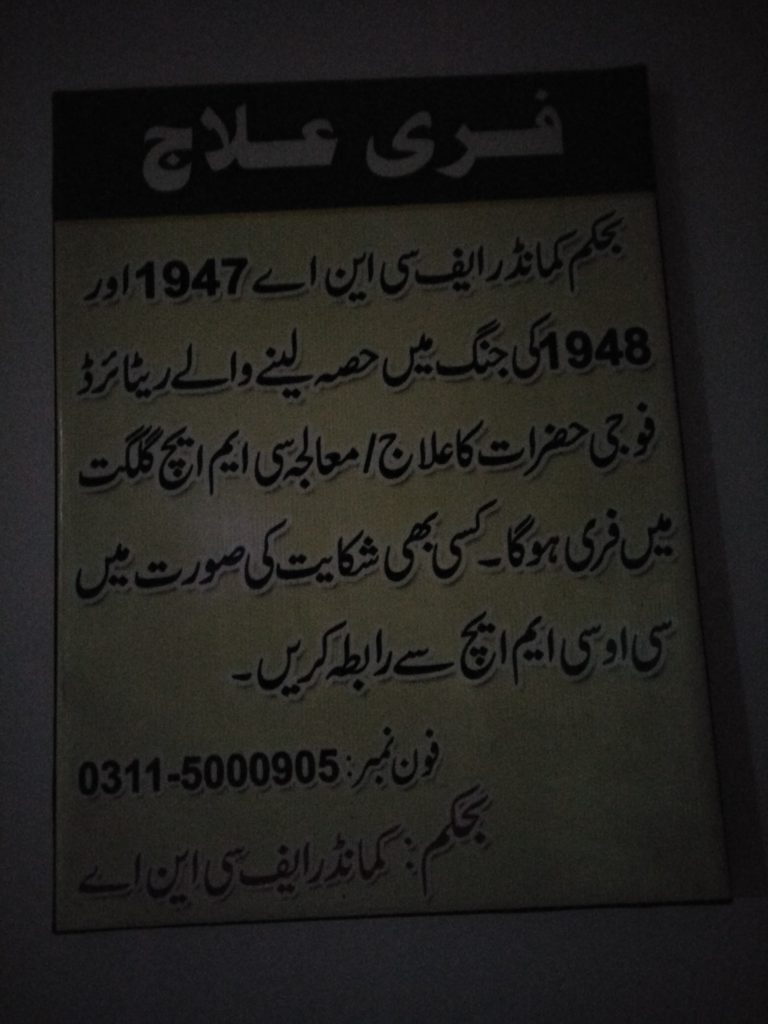 فری علاج
بحکم کمانڈر ایف سی این اے 1947 اور
1948 کی جنگ میں حصہ لینے والے ریٹائرڈ
فوجی حضرات کا علاج/معالجہ سی ایم ایچ گلگت
میں فری ہوگا۔ کسی بھی شکایت کی صورت میں
سی او سی ایم ایچ سے رابطہ کریں۔
فون نمبر: 0311-5000905
بحکم: کمانڈر ایف سی این اے